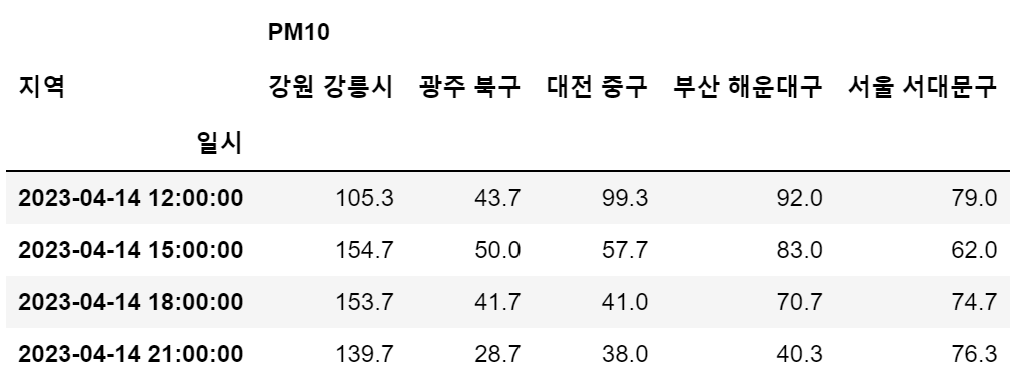 PM10
지역 강원 강릉시 광주 북구 대전 중구 부산 해운대구 서울 서대문구
일시
2023-04-14 12:00:00 105.3 43.7 99.3 92.0 79.0
2023-04-14 15:00:00 154.7 50.0 57.7 83.0 62.0
2023-04-14 18:00:00 153.7 41.7 41.0 70.7 74.7
2023-04-14 21:00:00 139.7 28.7 38.0 40.3 76.3